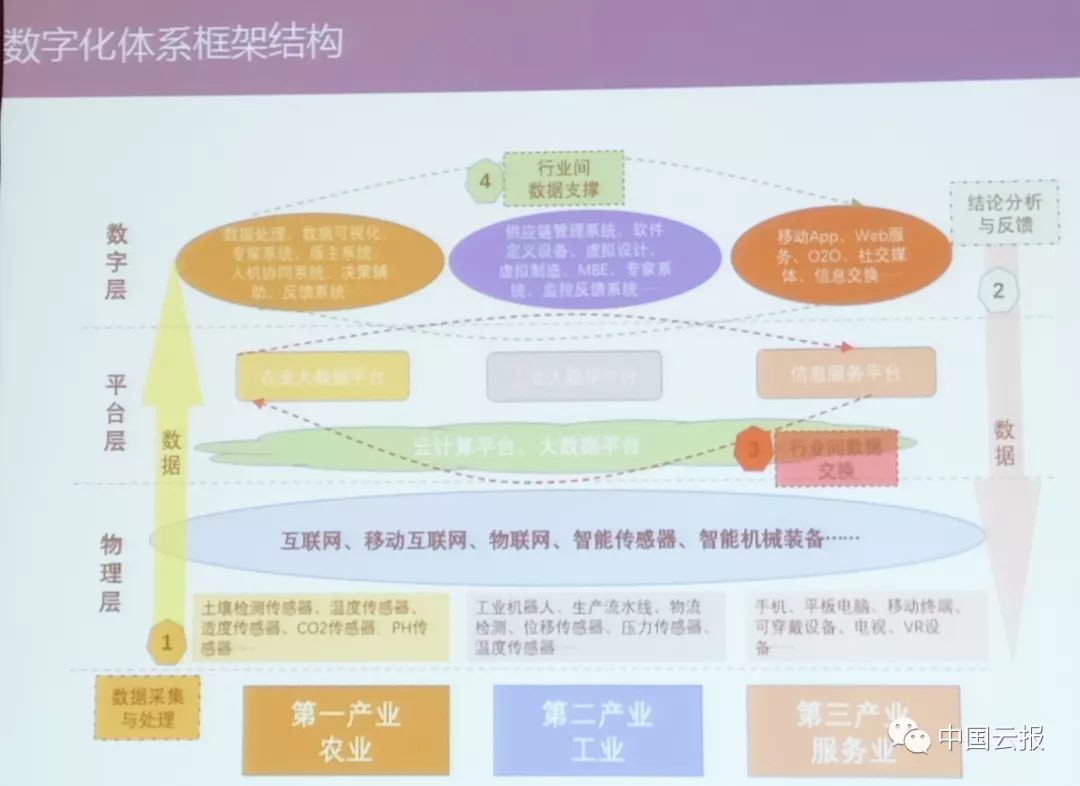 数字化体系框架结构
4
行业间
数据支撑
结论分析
与反馈
2
数字层
数据处理、数据可视化、
专家系统、版主系统、
人机协同系统、决策辅
助、反馈系统……
供应链管理系统、软件
定义设备、虚拟设计、
虚拟制造、MBE、专家系
统、监控反馈系统……
移动App、Web服
务、O2O、社交媒
体、信息交换……
平台层
农业大数据平台
工业大数据平台
信息服务平台
云计算平台，大数据平台
3
行业间数据
交换
数据
数据
物理层
互联网、移动互联网、物联网、智能传感器、智能机械装备……
土壤检测传感器、温度传感器、
适度传感器、CO2传感器、PH传
感器……
工业机器人、生产流水线、物流
检测、位移传感器、压力传感器、
温度传感器……
手机、平板电脑、移动终端、
可穿戴设备、电视、VR设
备……
1
数据采集
与处理
第一产业
农业
第二产业
工业
第三产业
服务业
中国云报